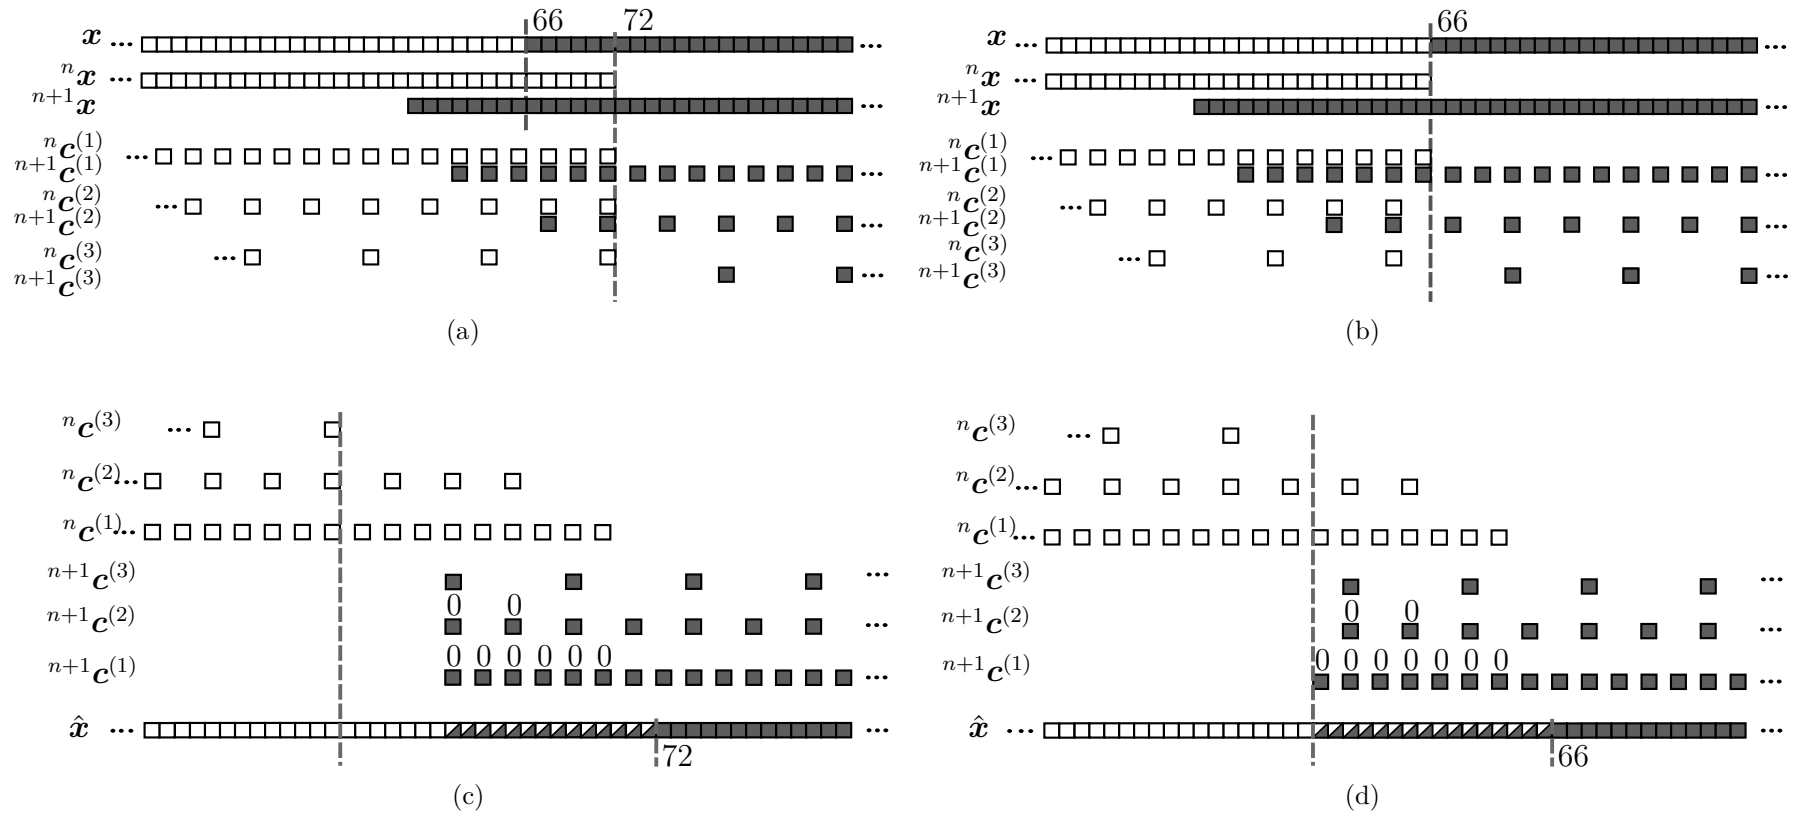 66 72
x ...  ...
ⁿx ...
ⁿ⁺¹x ...
ⁿc⁽¹⁾ ...
ⁿ⁺¹c⁽¹⁾ ...
ⁿc⁽²⁾ ...
ⁿ⁺¹c⁽²⁾ ...
ⁿc⁽³⁾ ...
ⁿ⁺¹c⁽³⁾ ...
(a)
66
x ...  ...
ⁿx ...
ⁿ⁺¹x ...
ⁿc⁽¹⁾ ...
ⁿ⁺¹c⁽¹⁾ ...
ⁿc⁽²⁾ ...
ⁿ⁺¹c⁽²⁾ ...
ⁿc⁽³⁾ ...
ⁿ⁺¹c⁽³⁾ ...
(b)
ⁿc⁽³⁾ ...
ⁿc⁽²⁾ ...
ⁿc⁽¹⁾ ...
ⁿ⁺¹c⁽³⁾ ...
0 0
ⁿ⁺¹c⁽²⁾ ...
0 0 0 0 0 0
ⁿ⁺¹c⁽¹⁾ ...
x̂ ...  ...
72
(c)
ⁿc⁽³⁾ ...
ⁿc⁽²⁾ ...
ⁿc⁽¹⁾ ...
ⁿ⁺¹c⁽³⁾ ...
0 0
ⁿ⁺¹c⁽²⁾ ...
0 0 0 0 0 0 0
ⁿ⁺¹c⁽¹⁾ ...
x̂ ...  ...
66
(d)